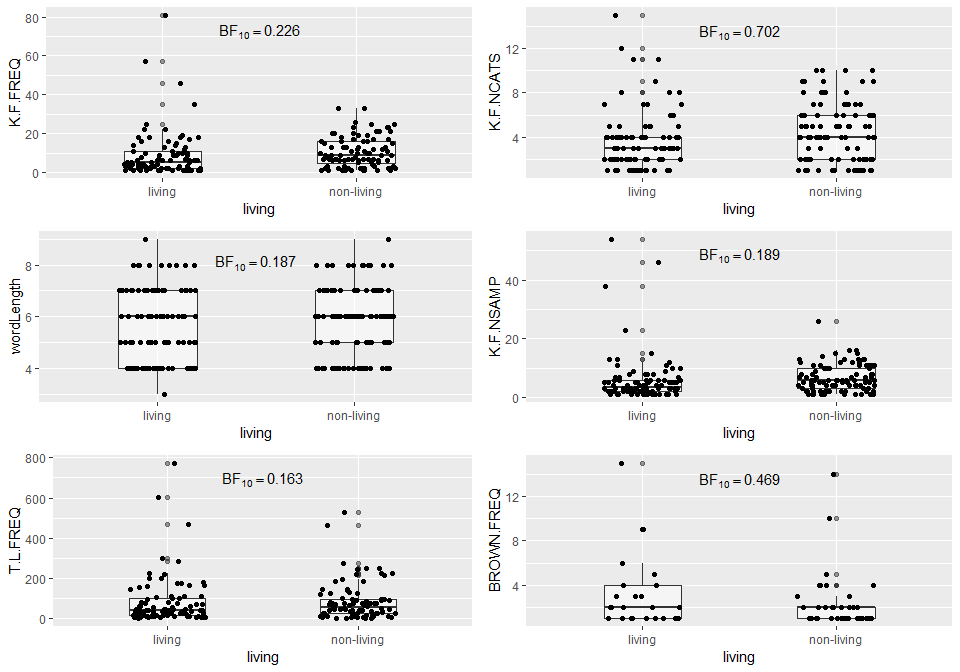 K.F.FREQ
80
60
40
20
0
BF10 = 0.226
living
non-living
living
K.F.NCATS
12
8
4
BF10 = 0.702
living
non-living
living
wordLength
8
6
4
BF10 = 0.187
living
non-living
living
K.F.NSAMP
40
20
0
BF10 = 0.189
living
non-living
living
T.L.FREQ
800
600
400
200
0
BF10 = 0.163
living
non-living
living
BROWN.FREQ
12
8
4
BF10 = 0.469
living
non-living
living